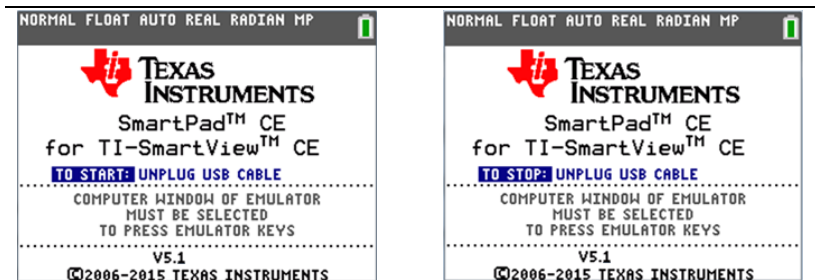 NORMAL FLOAT AUTO REAL RADIAN MP
TEXAS
INSTRUMENTS
SmartPad™ CE
for TI-SmartView™ CE
TO START: UNPLUG USB CABLE
COMPUTER WINDOW OF EMULATOR
MUST BE SELECTED
TO PRESS EMULATOR KEYS
V5.1
©2006-2015 TEXAS INSTRUMENTS
NORMAL FLOAT AUTO REAL RADIAN MP
TEXAS
INSTRUMENTS
SmartPad™ CE
for TI-SmartView™ CE
TO STOP: UNPLUG USB CABLE
COMPUTER WINDOW OF EMULATOR
MUST BE SELECTED
TO PRESS EMULATOR KEYS
V5.1
©2006-2015 TEXAS INSTRUMENTS